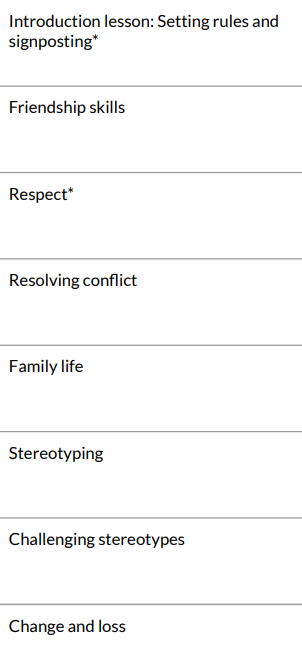 Introduction lesson: Setting rules and
signposting*
Friendship skills
Respect*
Resolving conflict
Family life
Stereotyping
Challenging stereotypes
Change and loss